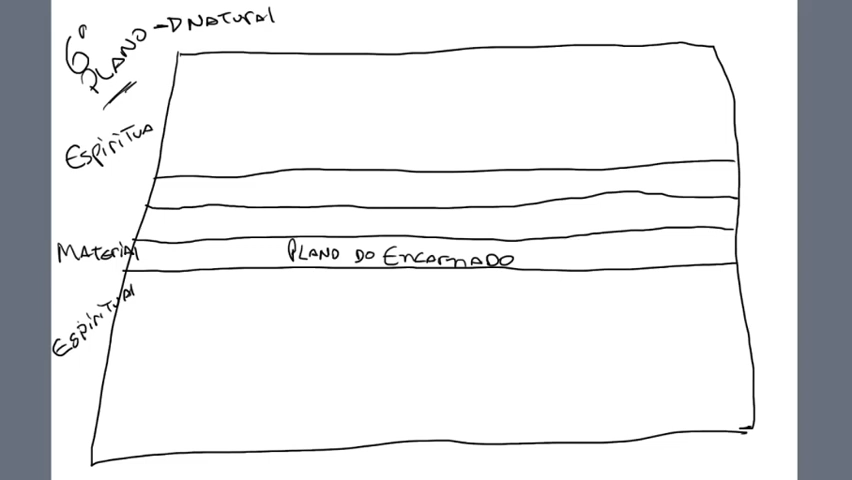 6º PLANO → NATURAL
ESPIRITUA
MATERIAL
PLANO DO ENCARNADO
ESPIRITUAL